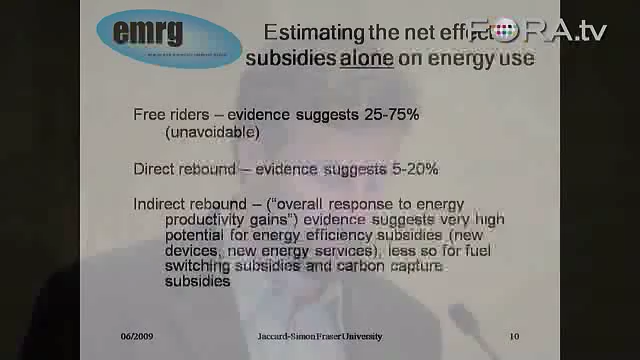 emrg
FORA.tv
Estimating the net effect
subsidies alone on energy use
Free riders – evidence suggests 25-75%
(unavoidable)
Direct rebound – evidence suggests 5-20%
Indirect rebound – ("overall response to energy
productivity gains") evidence suggests very high
potential for energy efficiency subsidies (new
devices, new energy services), less so for fuel
switching subsidies and carbon capture
subsidies
06/2009
Jaccard-Simon Fraser University
10